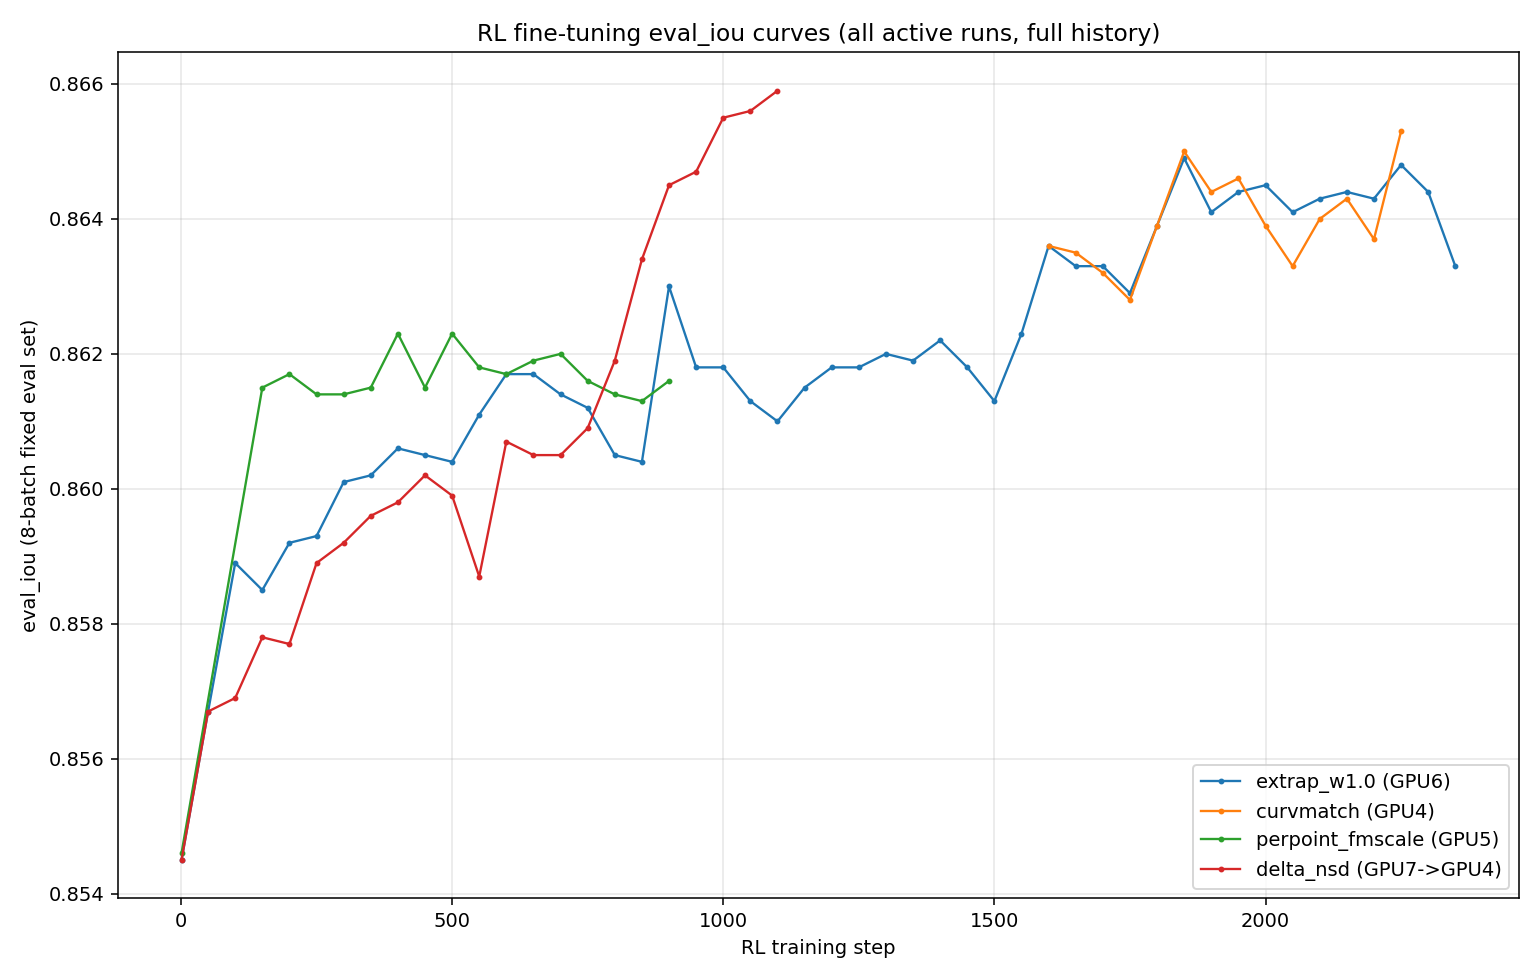 RL fine-tuning eval_iou curves (all active runs, full history)
eval_iou (8-batch fixed eval set)
0.866
0.864
0.862
0.860
0.858
0.856
0.854
0
500
1000
1500
2000
RL training step
extrap_w1.0 (GPU6)
curvmatch (GPU4)
perpoint_fmscale (GPU5)
delta_nsd (GPU7->GPU4)